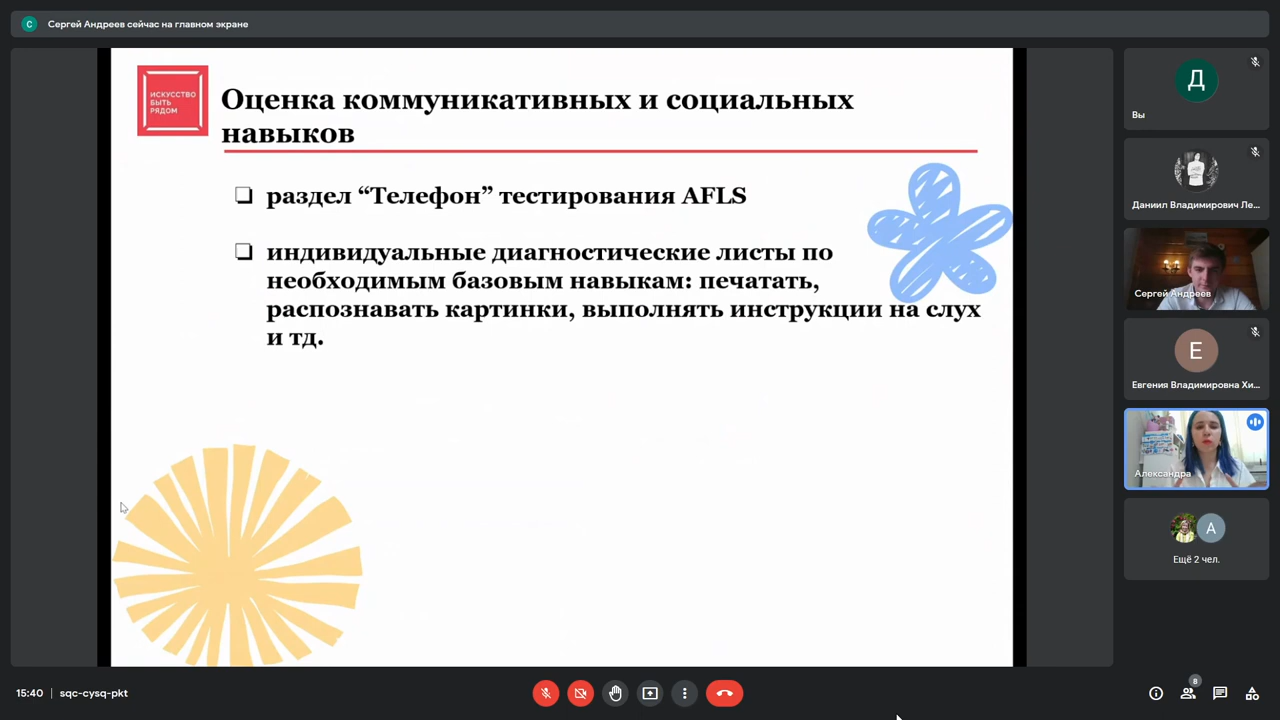 С
Сергей Андреев сейчас на главном экране
ИСКУССТВО
БЫТЬ
РЯДОМ
Оценка коммуникативных и социальных
навыков
❏ раздел “Телефон” тестирования AFLS
❏ индивидуальные диагностические листы по
необходимым базовым навыкам: печатать,
распознавать картинки, выполнять инструкции на слух
и тд.
Д
Вы
Даниил Владимирович Ле...
Сергей Андреев
Е
Евгения Владимировна Хи...
Александра
А
Ещё 2 чел.
15:40 | sqc-cysq-pkt
8